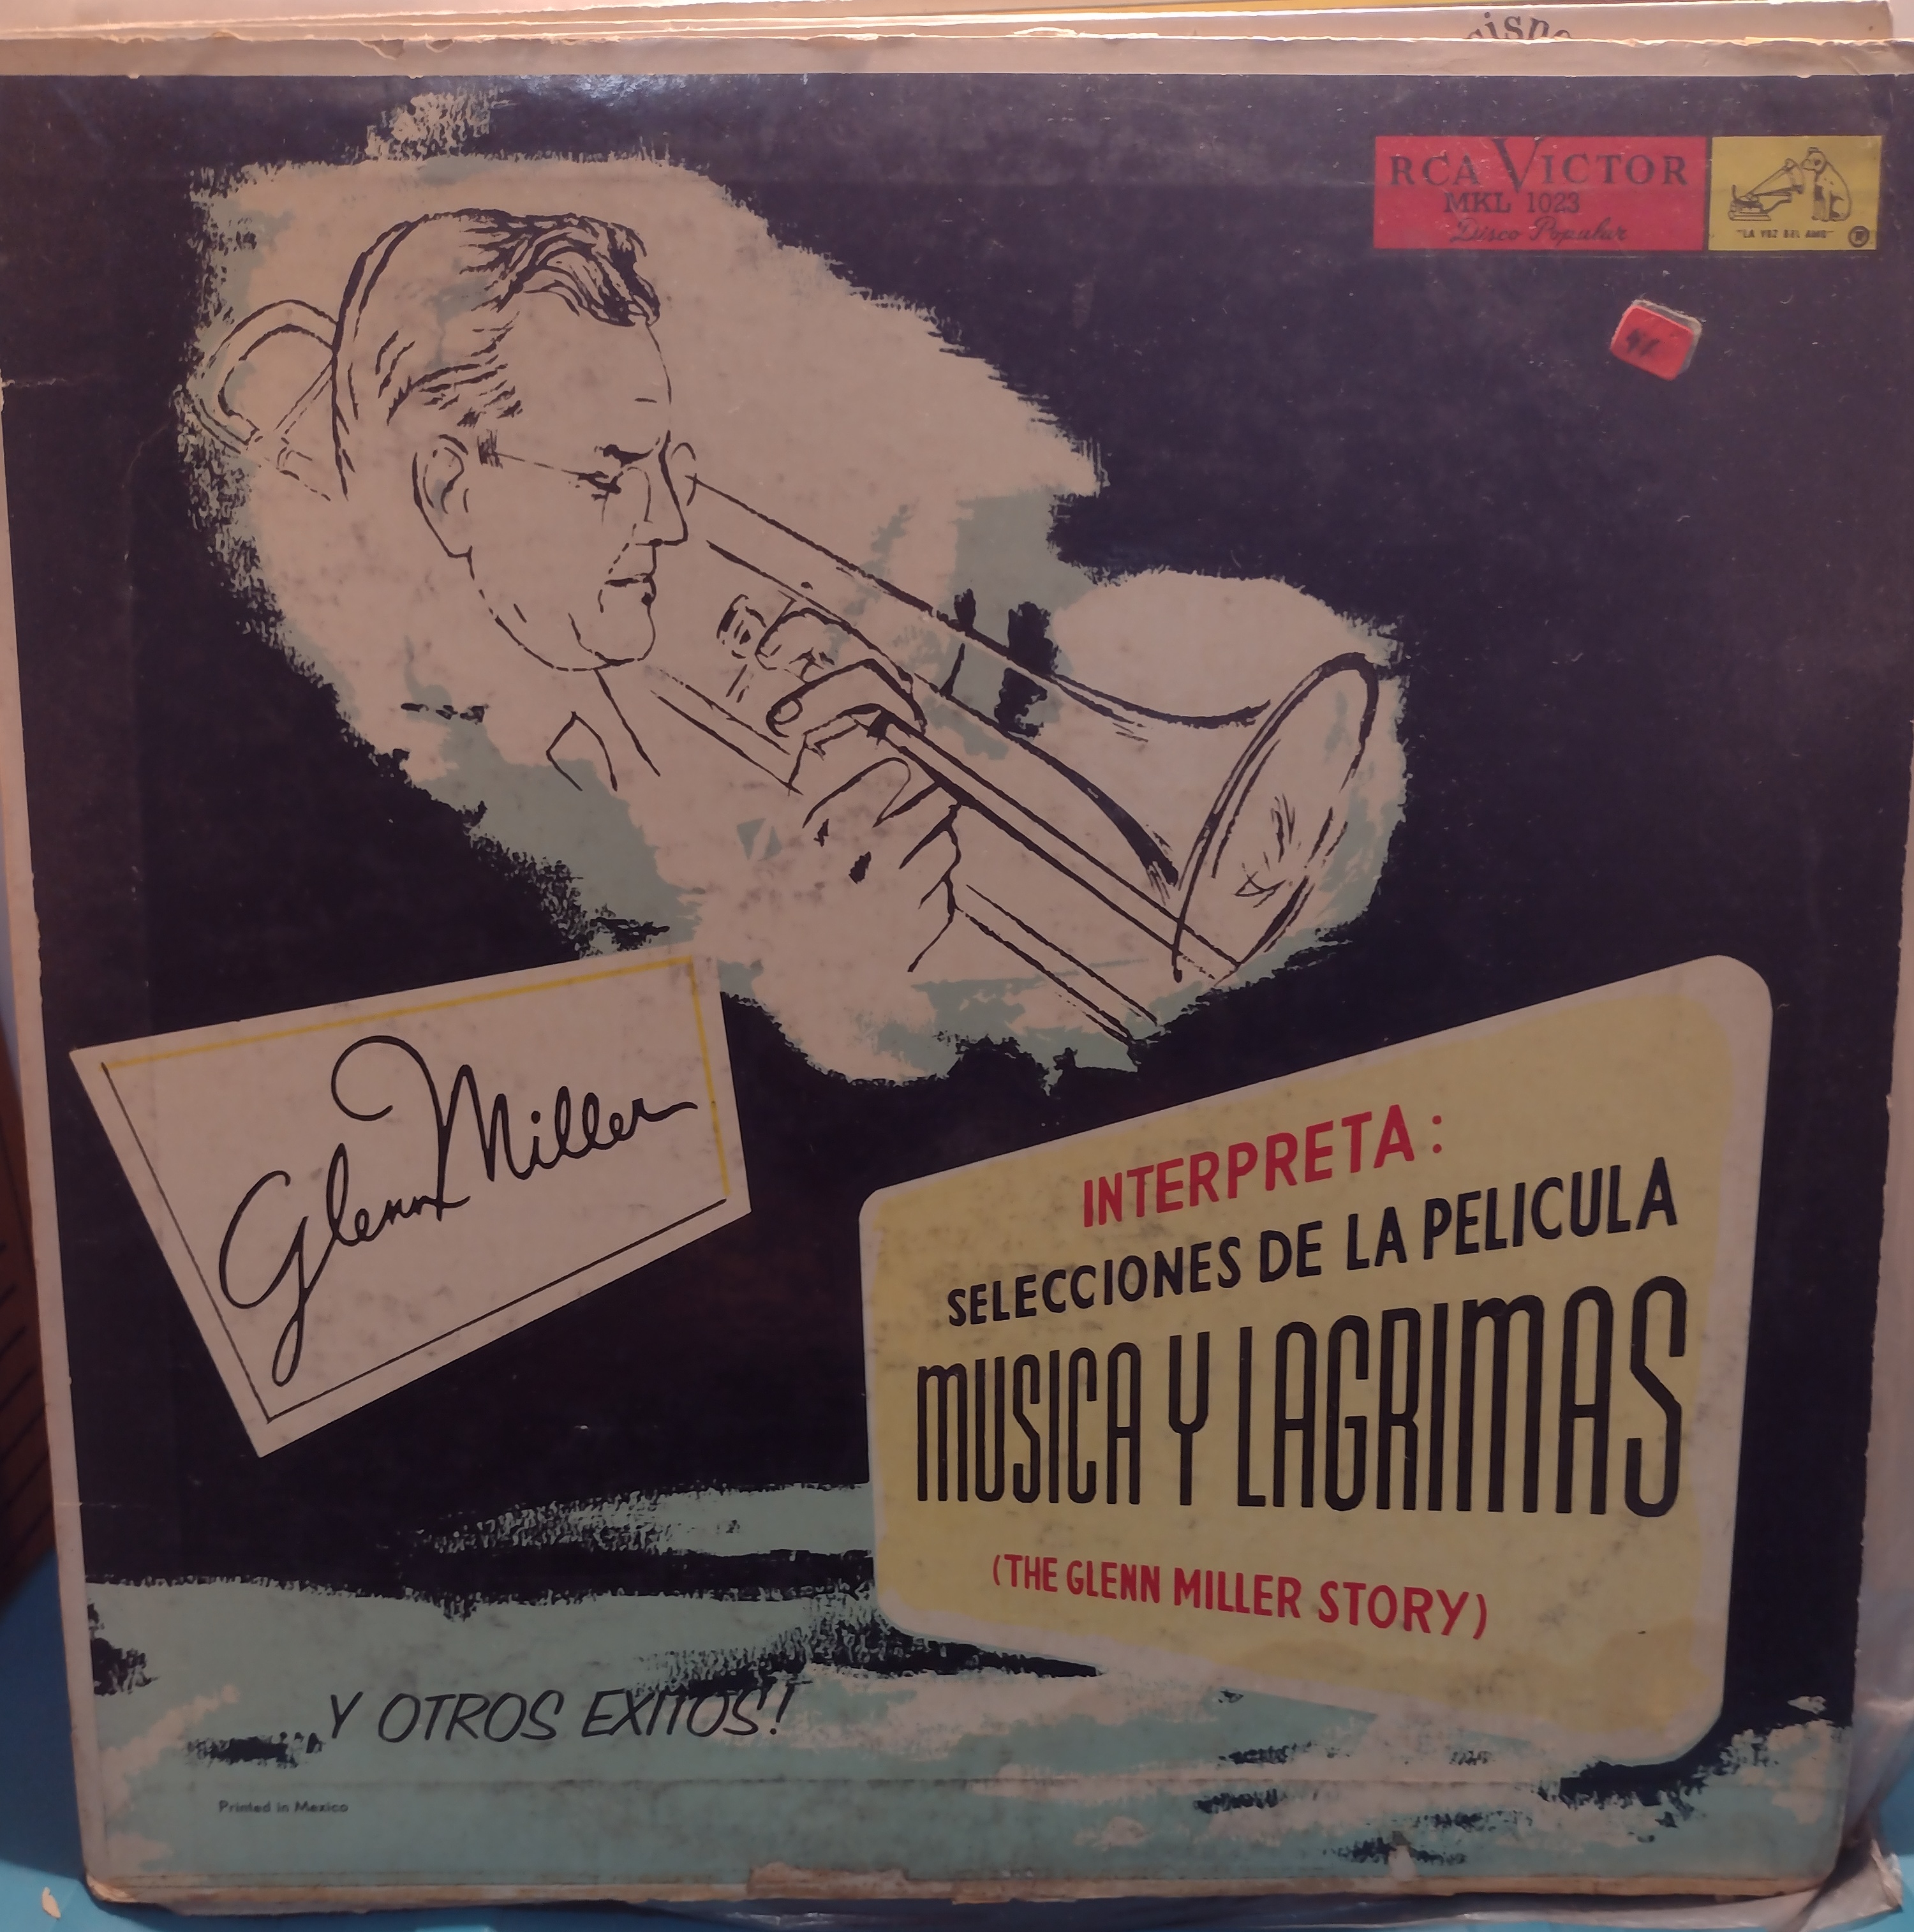 RCA VICTOR
MKL 1023
Disco Popular
"LA VOZ DEL AMO"
®
Glenn Miller
INTERPRETA:
SELECCIONES DE LA PELICULA
MUSICA Y LAGRIMAS
(THE GLENN MILLER STORY)
Y OTROS EXITOS!
Printed in Mexico